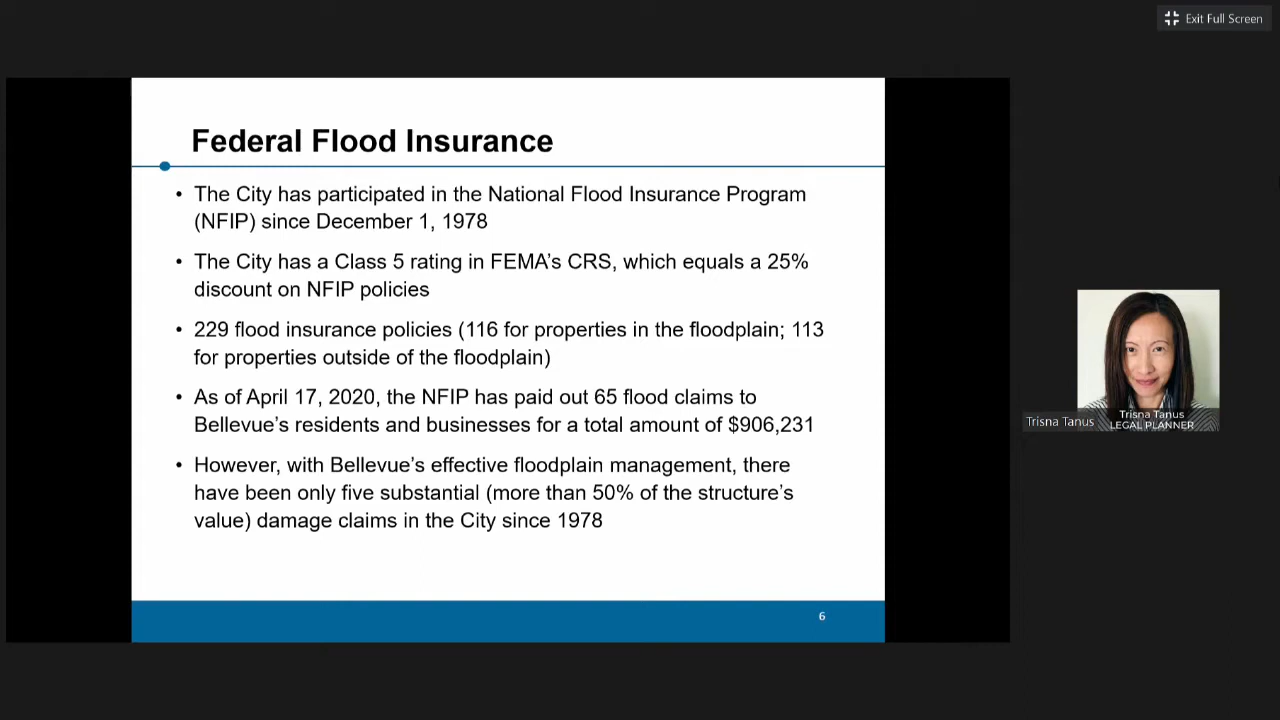 Exit Full Screen
Federal Flood Insurance
• The City has participated in the National Flood Insurance Program
(NFIP) since December 1, 1978
• The City has a Class 5 rating in FEMA's CRS, which equals a 25%
discount on NFIP policies
• 229 flood insurance policies (116 for properties in the floodplain; 113
for properties outside of the floodplain)
• As of April 17, 2020, the NFIP has paid out 65 flood claims to
Bellevue's residents and businesses for a total amount of $906,231
• However, with Bellevue's effective floodplain management, there
have been only five substantial (more than 50% of the structure's
value) damage claims in the City since 1978
6
Trisna Tanus
Trisna Tanus
LEGAL PLANNER